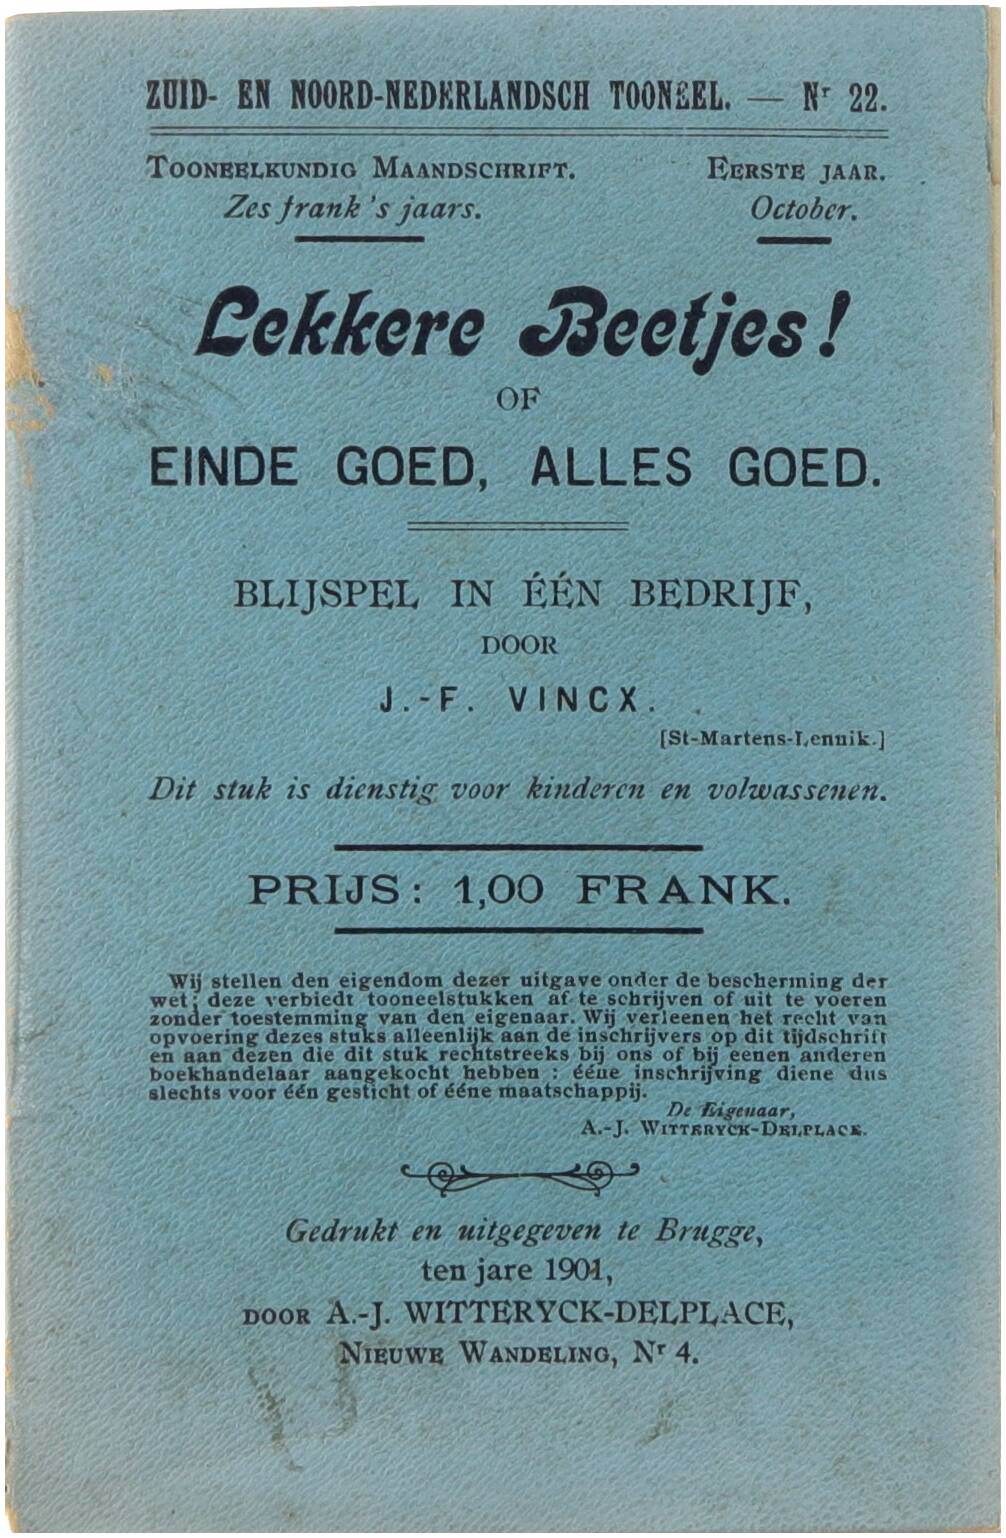 ZUID- EN NOORD-NEDERLANDSCH TOONEEL. — Nr 22.
TOONEELKUNDIG MAANDSCHRIFT. EERSTE JAAR.
Zes frank 's jaars. October.
Lekkere Beetjes!
OF
EINDE GOED, ALLES GOED.
BLIJSPEL IN ÉÉN BEDRIJF,
DOOR
J.-F. VINCX.
[St-Martens-Lennik.]
Dit stuk is dienstig voor kinderen en volwassenen.
PRIJS: 1,00 FRANK.
Wij stellen den eigendom dezer uitgave onder de bescherming der
wet; deze verbiedt tooneelstukken af te schrijven of uit te voeren
zonder toestemming van den eigenaar. Wij verleenen het recht van
opvoering dezes stuks alleenlijk aan de inschrijvers op dit tijdschrift
en aan dezen die dit stuk rechtstreeks bij ons of bij eenen anderen
boekhandelaar aangekocht hebben : ééne inschrijving diene dus
slechts voor één gesticht of ééne maatschappij.
De Eigenaar,
A.-J. WITTERYCK-DELPLACE.
Gedrukt en uitgegeven te Brugge,
ten jare 1901,
DOOR A.-J. WITTERYCK-DELPLACE,
NIEUWE WANDELING, Nr 4.